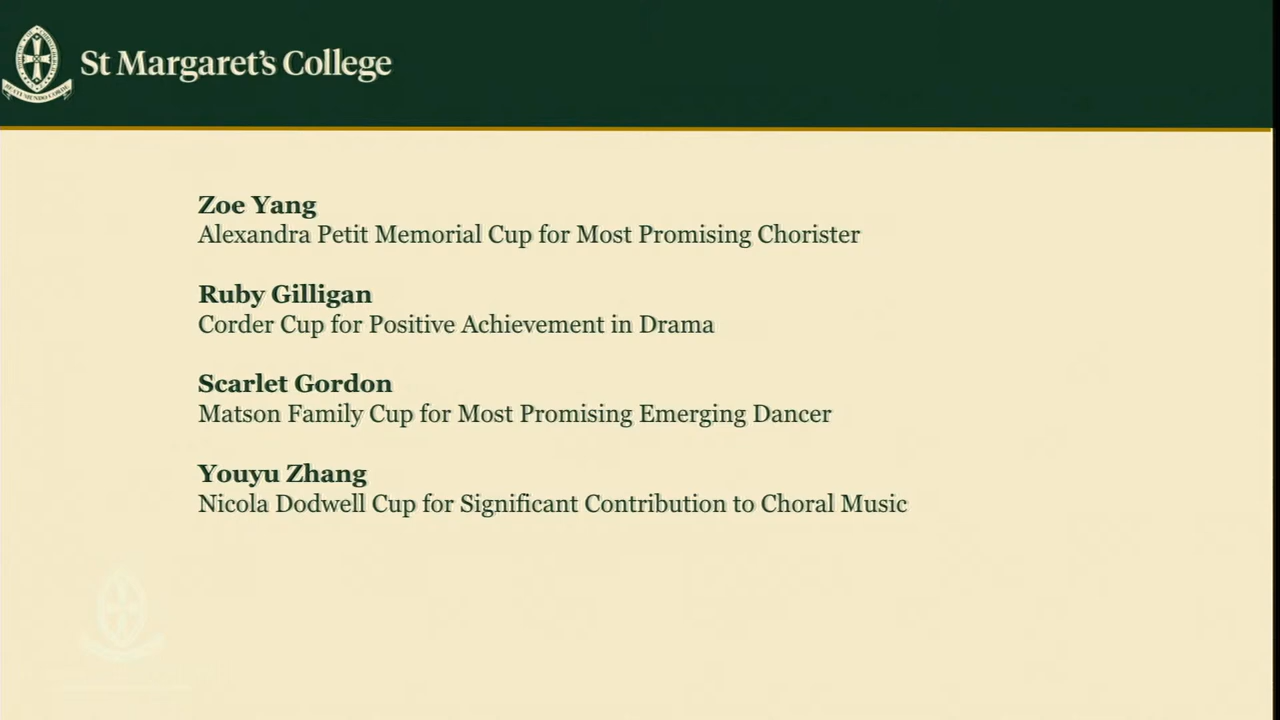 St Margaret's College
Zoe Yang
Alexandra Petit Memorial Cup for Most Promising Chorister
Ruby Gilligan
Corder Cup for Positive Achievement in Drama
Scarlet Gordon
Matson Family Cup for Most Promising Emerging Dancer
Youyu Zhang
Nicola Dodwell Cup for Significant Contribution to Choral Music